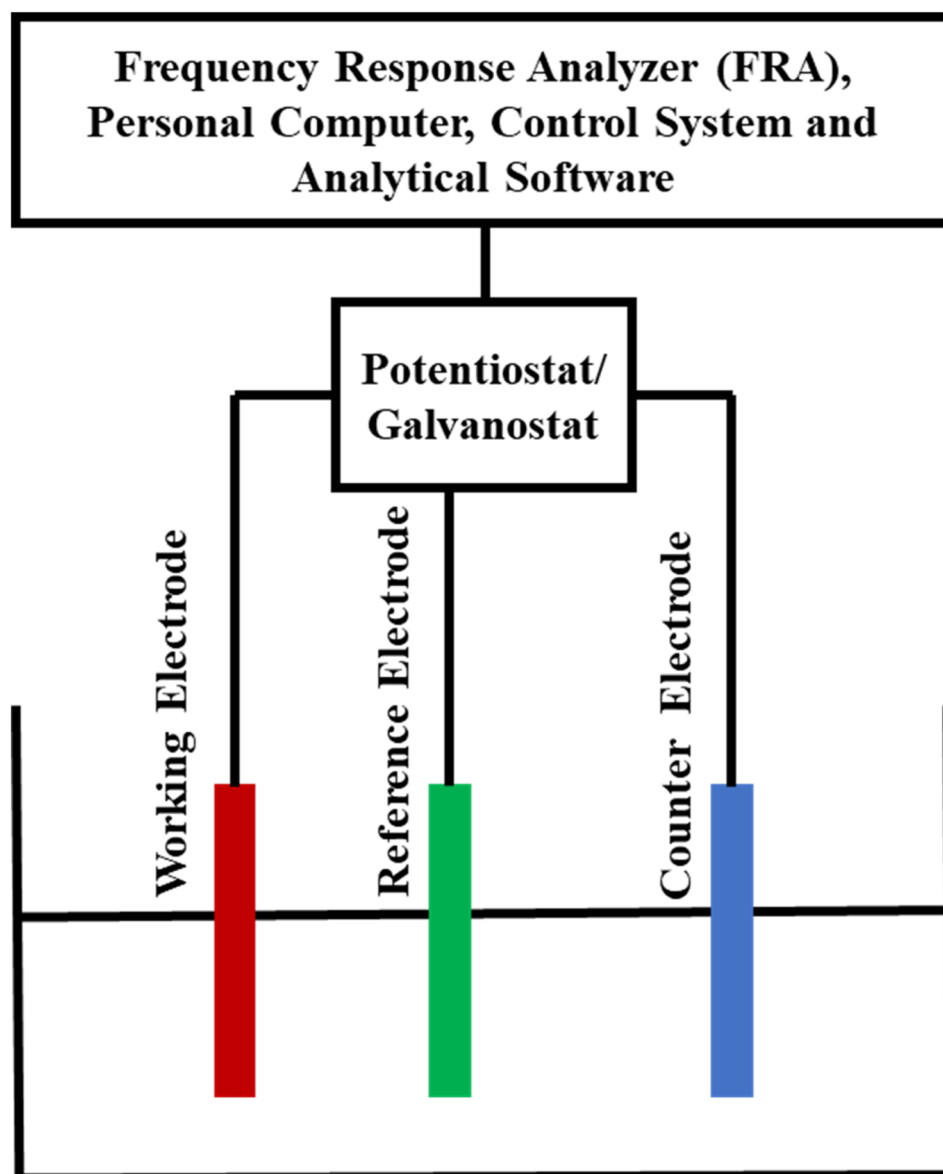 Frequency Response Analyzer (FRA),
Personal Computer, Control System and
Analytical Software
Potentiostat/
Galvanostat
Working Electrode
Reference Electrode
Counter Electrode